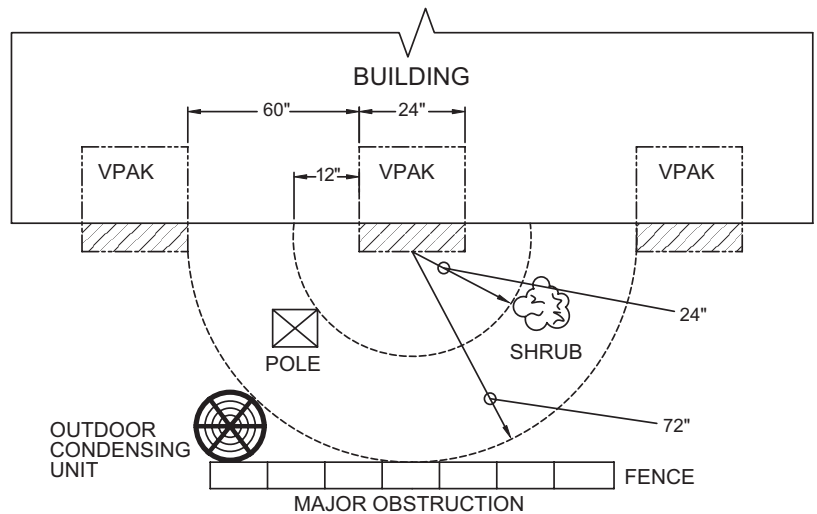 BUILDING
60"
24"
VPAK
12"
VPAK
VPAK
24"
SHRUB
POLE
72"
OUTDOOR
CONDENSING
UNIT
FENCE
MAJOR OBSTRUCTION